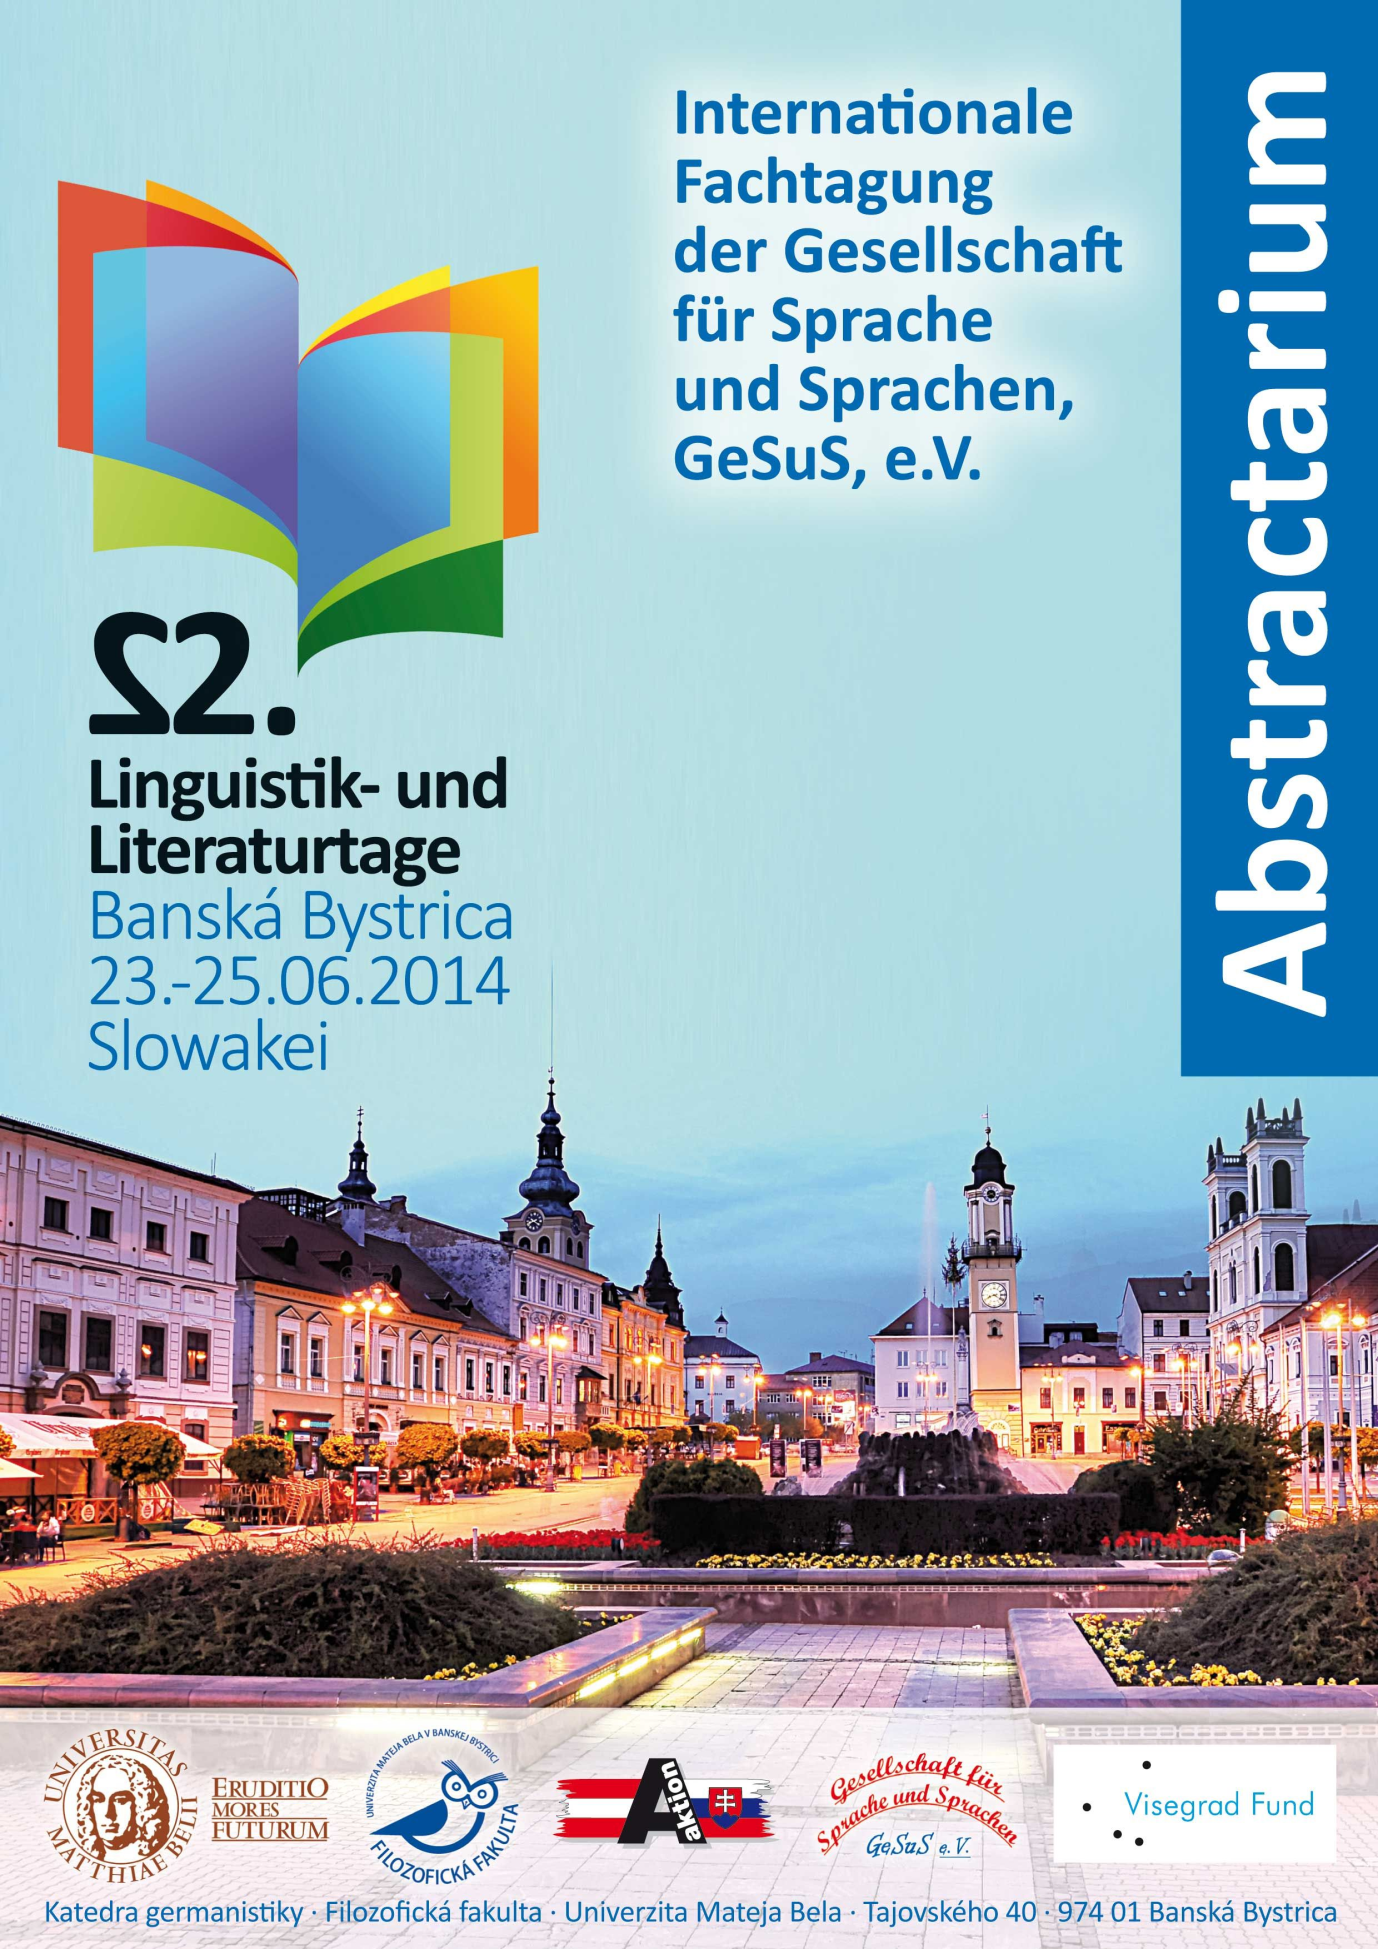 Internationale
Fachtagung
der Gesellschaft
für Sprache
und Sprachen,
GeSuS, e.V.
Abstractarium
22.
Linguistik- und
Literaturtage
Banská Bystrica
23.-25.06.2014
Slowakei
UNIVERSITAS
MATTHIAE BELII
ERUDITIO
MORES
FUTURUM
UNIVERZITA MATEJA BELA V BANSKEJ BYSTRICI
FILOZOFICKÁ FAKULTA
A
aktion
Gesellschaft für
Sprache und Sprachen
GeSuS e.V.
Visegrad Fund
Katedra germanistiky · Filozofická fakulta · Univerzita Mateja Bela · Tajovského 40 · 974 01 Banská Bystrica